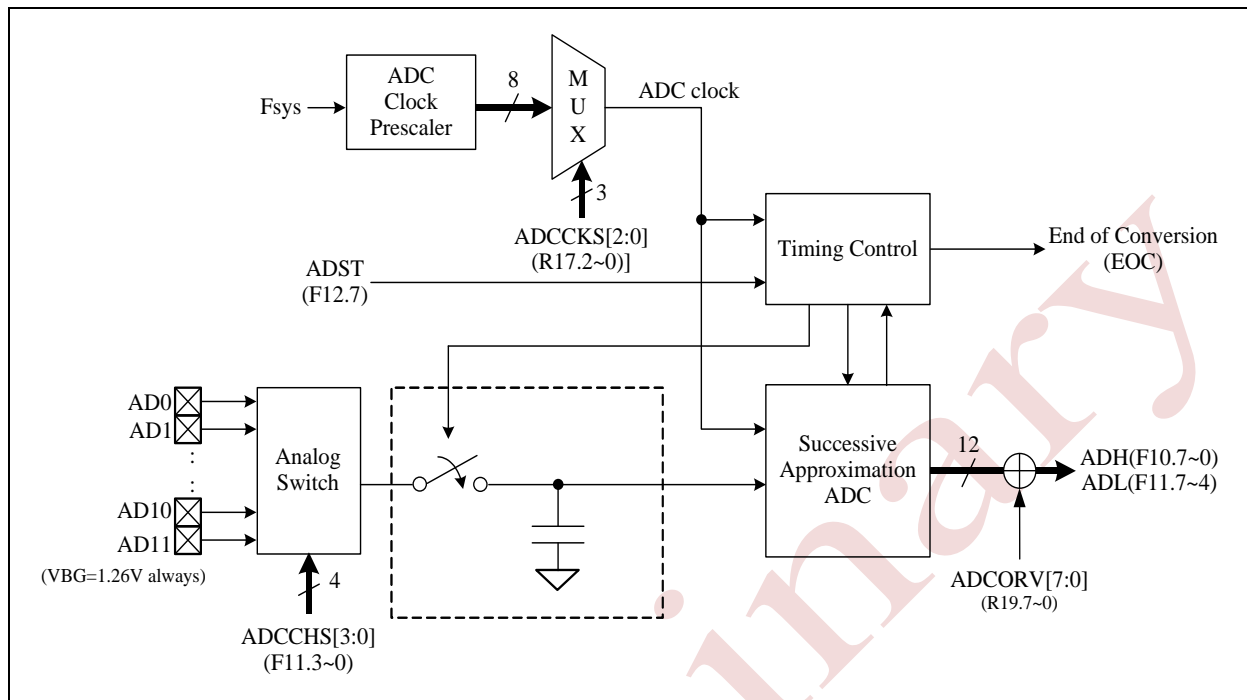 ADC
Clock
Prescaler
Fsys
8
M
U
X
ADC clock
3
ADCCKS[2:0]
(R17.2~0)]
Timing Control
End of Conversion
(EOC)
ADST
(F12.7)
AD0
AD1
AD10
AD11
(VBG=1.26V always)
Analog
Switch
4
ADCCHS[3:0]
(F11.3~0)
Successive
Approximation
ADC
12
ADH(F10.7~0)
ADL(F11.7~4)
ADCORV[7:0]
(R19.7~0)
inary